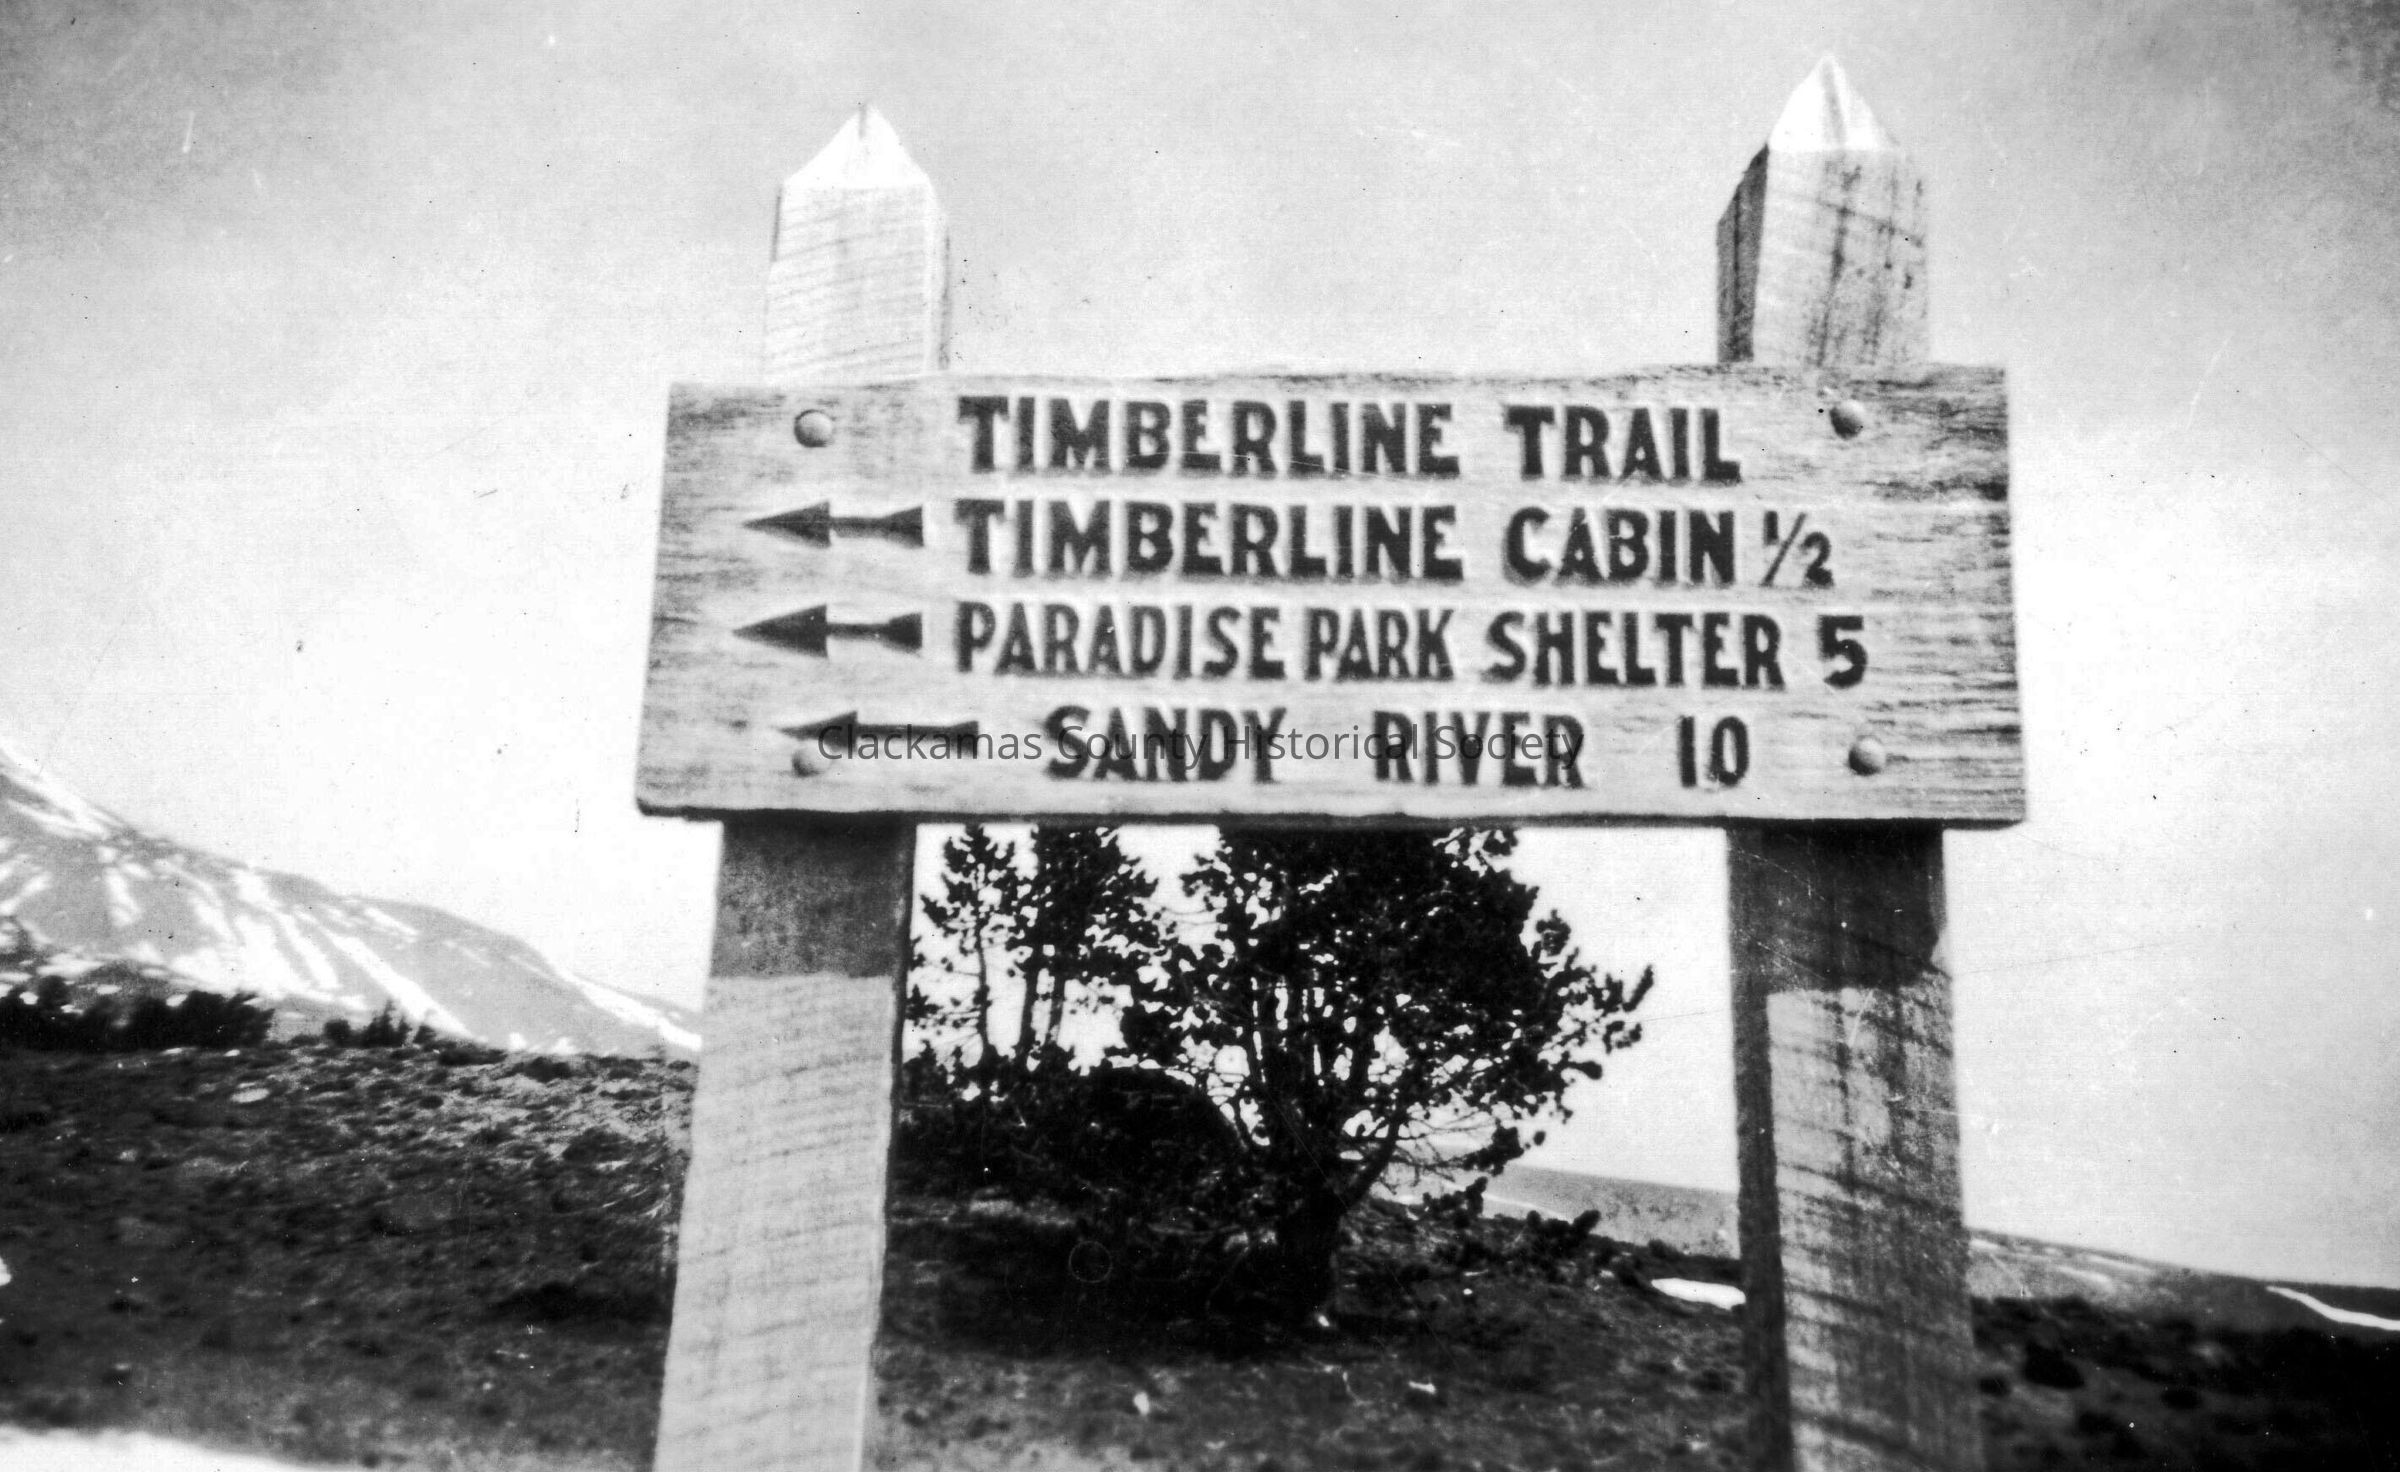 TIMBERLINE TRAIL
TIMBERLINE CABIN 1/2
PARADISE PARK SHELTER 5
SANDY RIVER 10
Clackamas County Historical Society